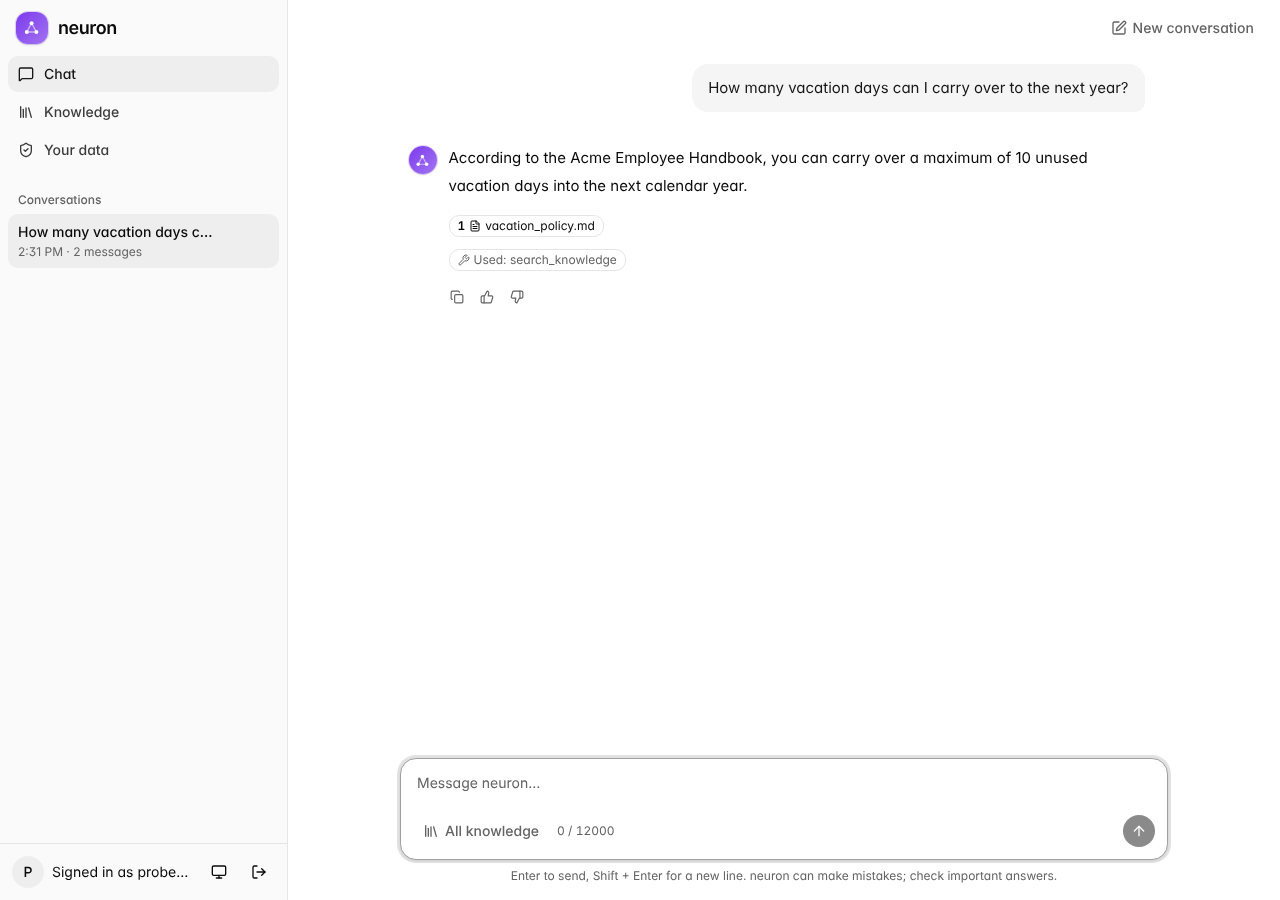 neuron
New conversation
Chat
Knowledge
Your data
Conversations
How many vacation days c...
2:31 PM · 2 messages
How many vacation days can I carry over to the next year?
According to the Acme Employee Handbook, you can carry over a maximum of 10 unused
vacation days into the next calendar year.
1 vacation_policy.md
Used: search_knowledge
Message neuron...
All knowledge 0 / 12000
P Signed in as probe...
Enter to send, Shift + Enter for a new line. neuron can make mistakes; check important answers.